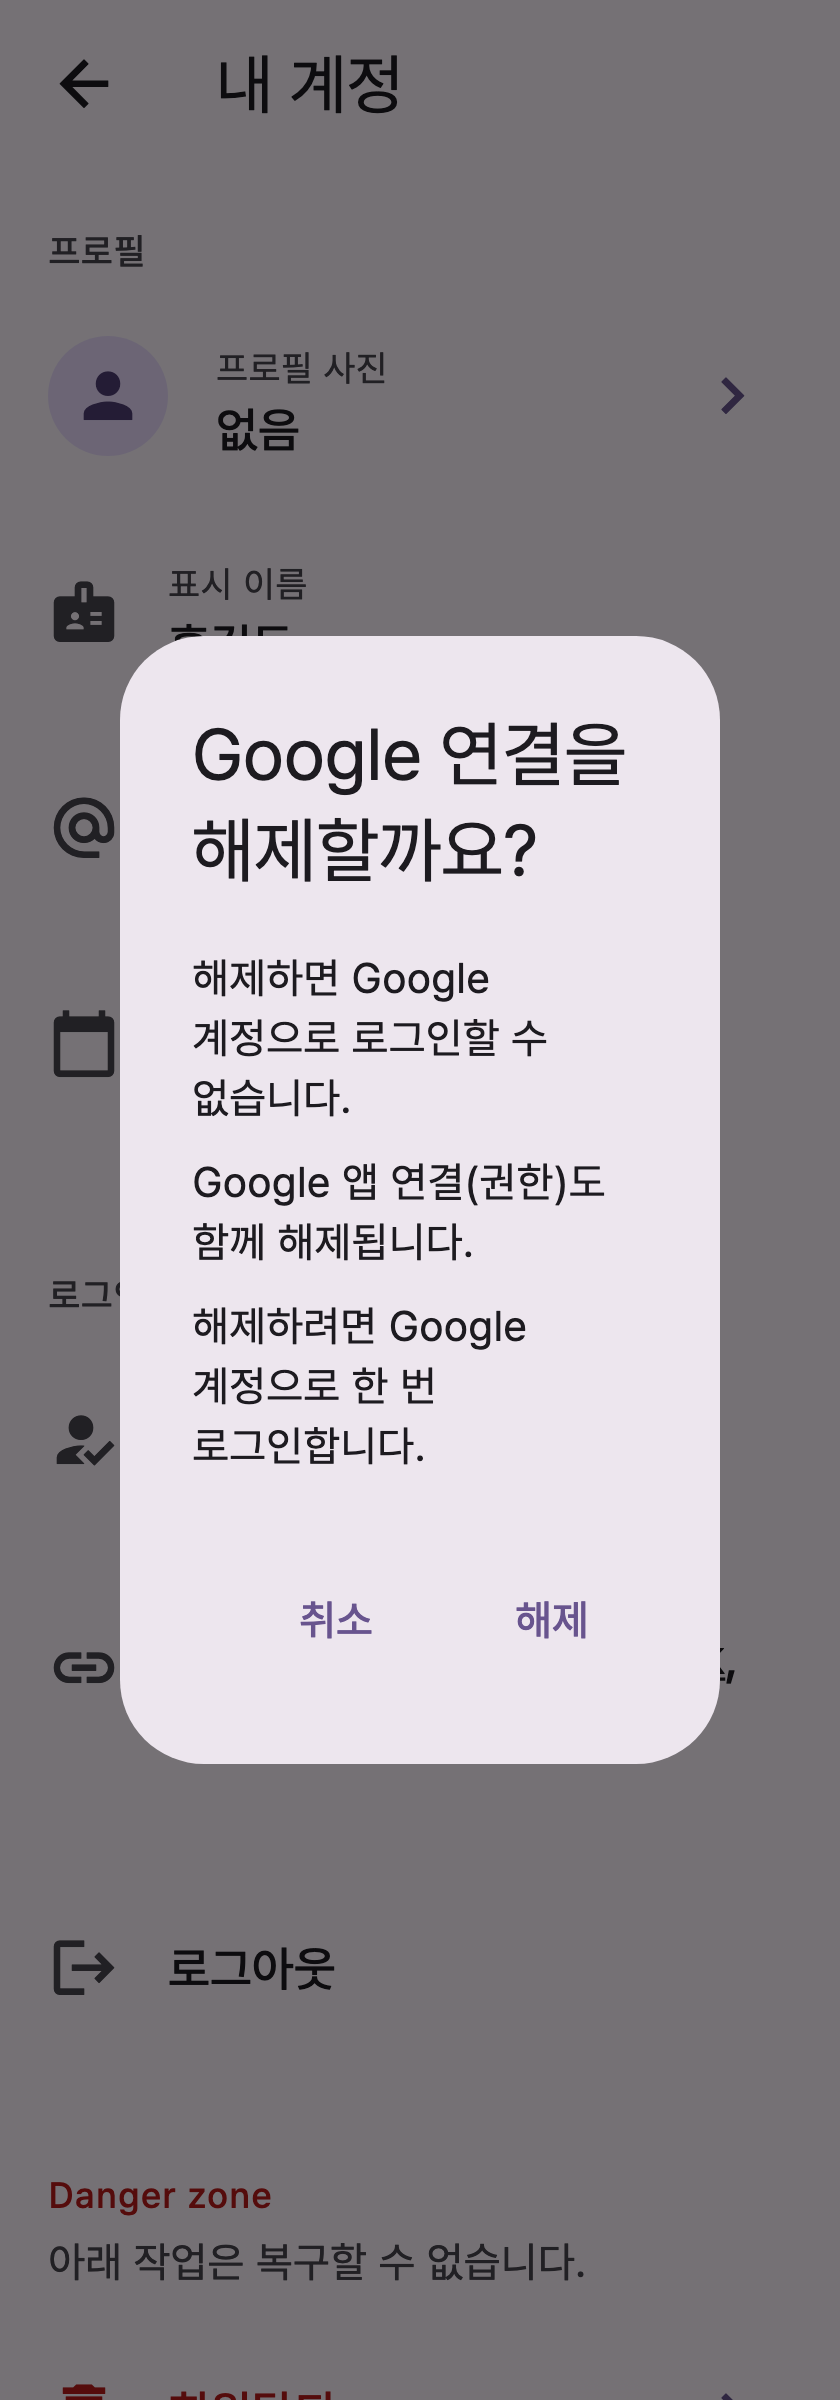 내 계정
프로필
프로필 사진
없음
표시 이름
Google 연결을
해제할까요?
해제하면 Google
계정으로 로그인할 수
없습니다.
Google 앱 연결(권한)도
함께 해제됩니다.
해제하려면 Google
계정으로 한 번
로그인합니다.
취소
해제
로그아웃
Danger zone
아래 작업은 복구할 수 없습니다.